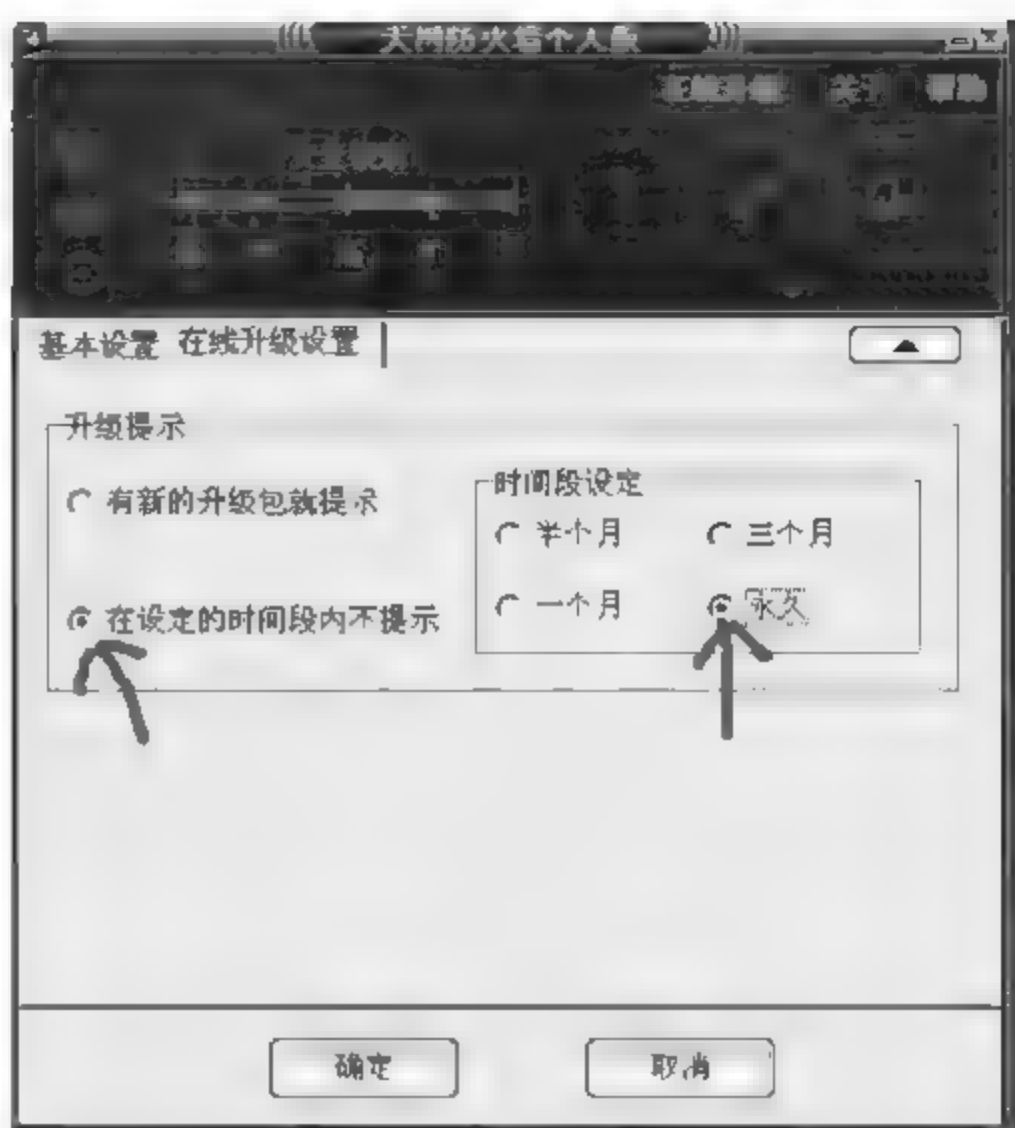 天网防火墙个人版
基本设置 在线升级设置
升级提示
有新的升级包就提示
时间段设定
半个月 三个月
在设定的时间段内不提示
一个月 永久
确定 取消